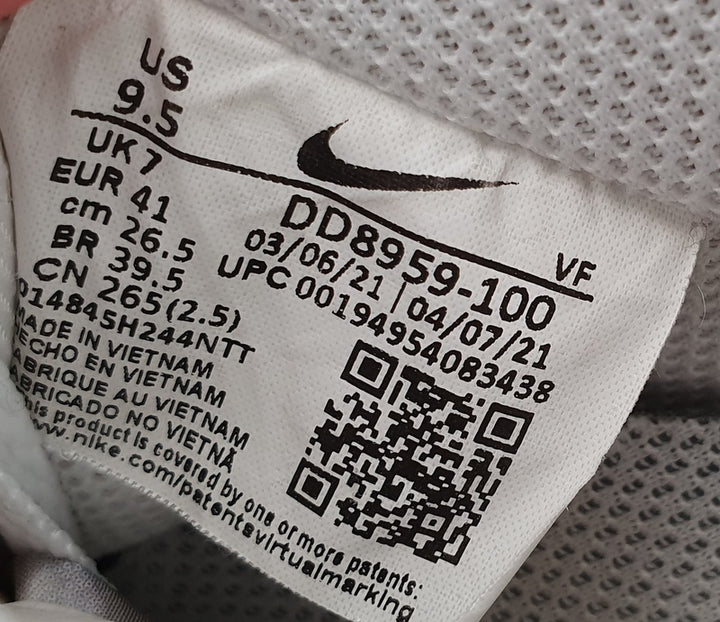 US
9.5
UK 7
EUR 41
cm 26.5
BR 39.5
CN 265(2.5)
VF
DD8959-100
03/06/21 | 04/07/21
UPC 00194954083438
014845H244NTT
MADE IN VIETNAM
HECHO EN VIETNAM
FABRIQUE AU VIETNAM
FABRICADO NO VIETNÃ
This product is covered by one or more patents:
www.nike.com/patentsvirtualmarking